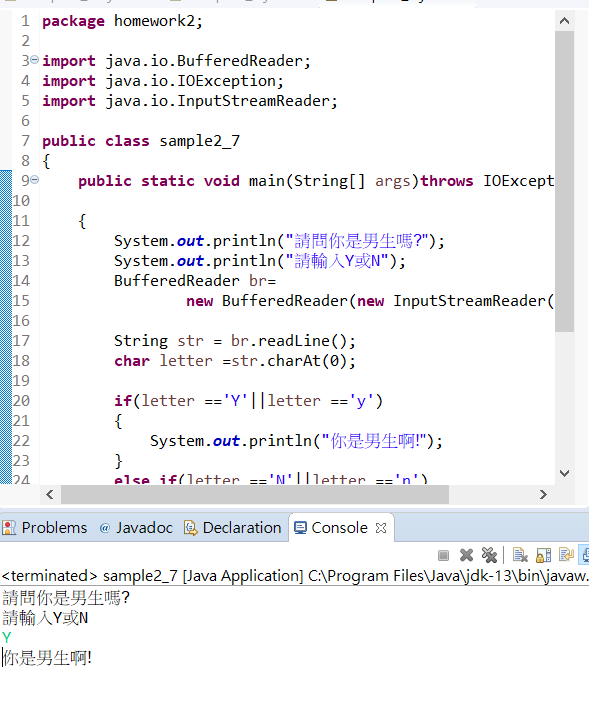 1 package homework2;
2
3 import java.io.BufferedReader;
4 import java.io.IOException;
5 import java.io.InputStreamReader;
6
7 public class sample2_7
8 {
9 public static void main(String[] args)throws IOExcept
10
11 {
12 System.out.println("請問你是男生嗎?");
13 System.out.println("請輸入Y或N");
14 BufferedReader br=
15 new BufferedReader(new InputStreamReader(
16
17 String str = br.readLine();
18 char letter =str.charAt(0);
19
20 if(letter =='Y'||letter =='y')
21 {
22 System.out.println("你是男生啊!");
23 }
24 else if(letter =='N'||letter =='n')
Problems @ Javadoc Declaration Console
<terminated> sample2_7 [Java Application] C:\Program Files\Java\jdk-13\bin\javaw.
請問你是男生嗎?
請輸入Y或N
Y
你是男生啊!